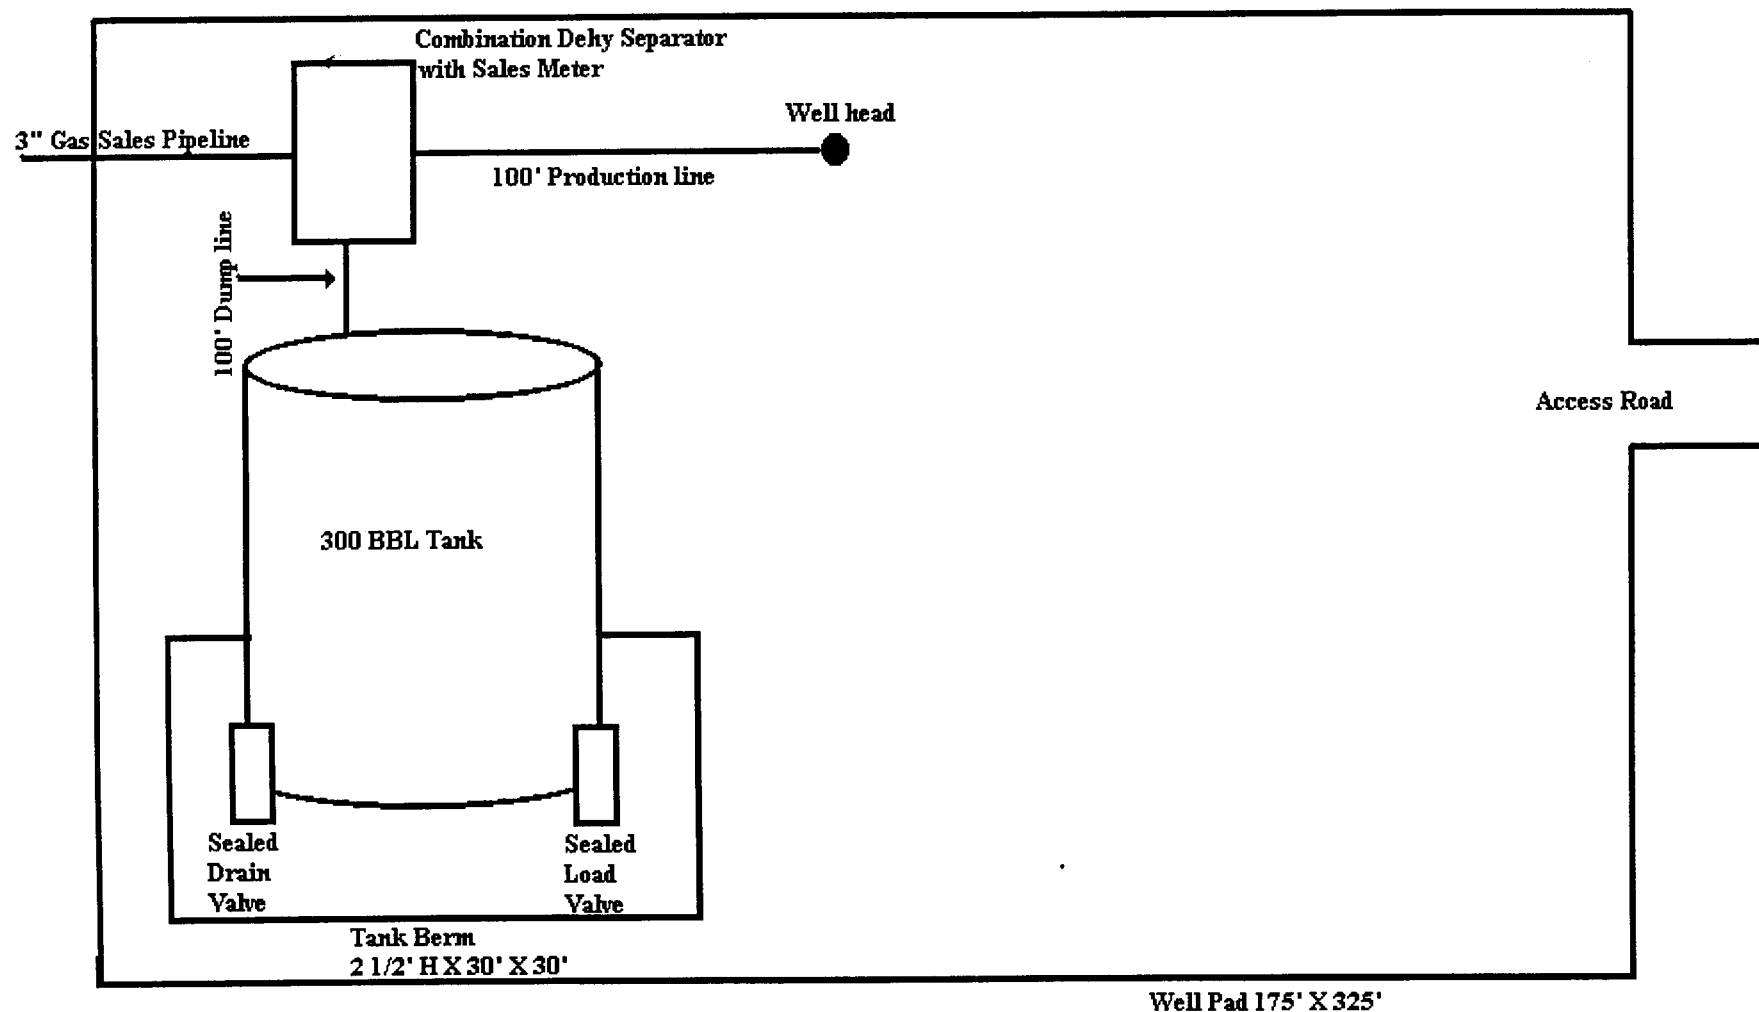 Combination Dehy Separator
with Sales Meter
Well head
3" Gas Sales Pipeline
100' Production line
100' Dump line
Access Road
300 BBL Tank
Sealed
Drain
Valve
Sealed
Load
Valve
Tank Berm
2 1/2' H X 30' X 30'
Well Pad 175' X 325'